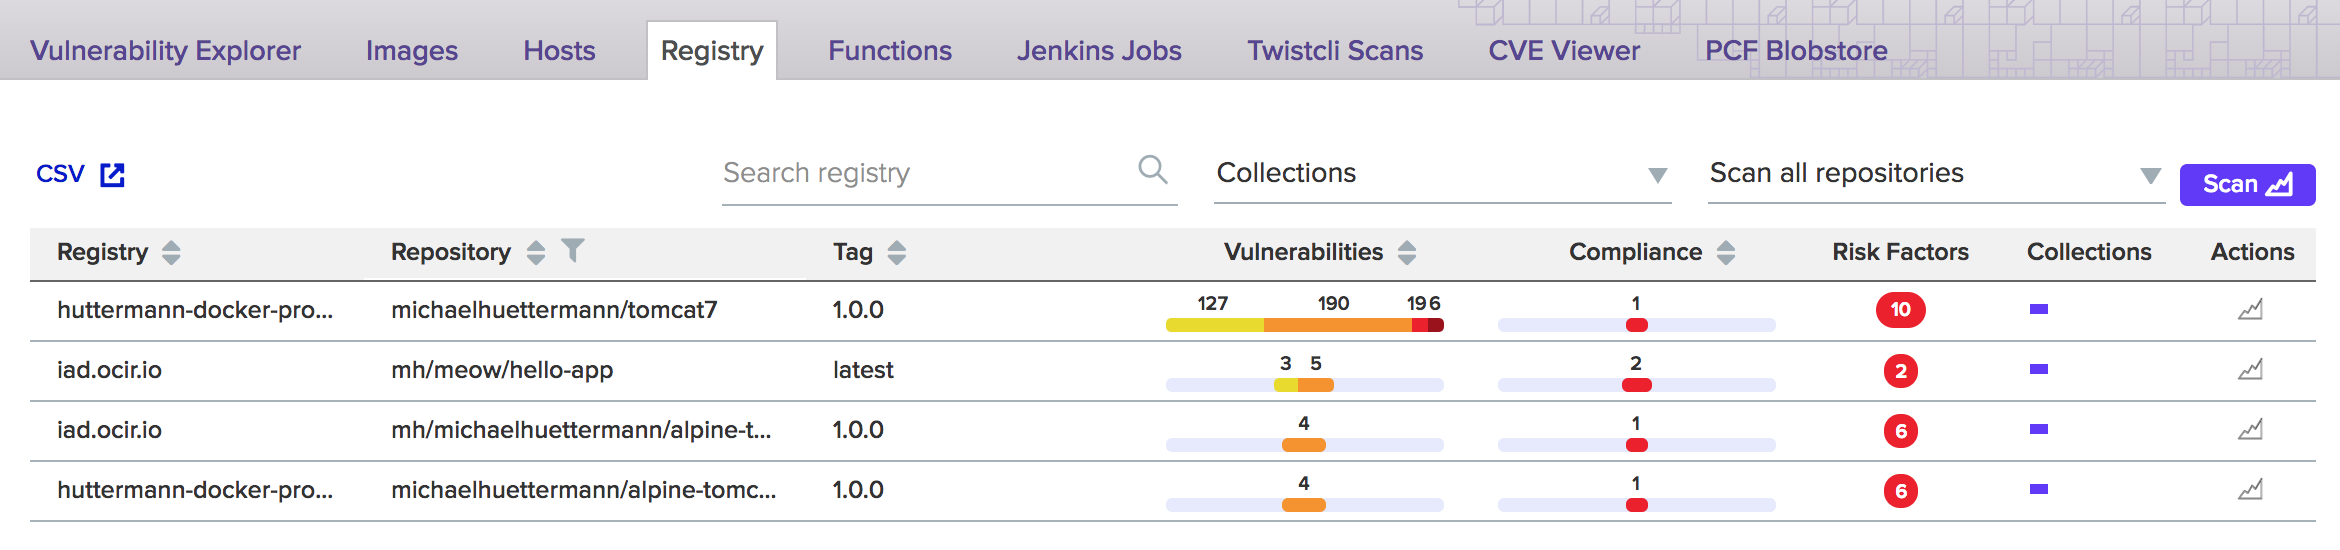 Vulnerability Explorer Images Hosts Registry Functions Jenkins Jobs Twistcli Scans CVE Viewer PCF Blobstore
CSV Search registry Collections Scan all repositories Scan
Registry Repository Tag Vulnerabilities Compliance Risk Factors Collections Actions
huttermann-docker-pro... michaelhuettermann/tomcat7 1.0.0 127 190 19 6 1 10
iad.ocir.io mh/meow/hello-app latest 3 5 2 2
iad.ocir.io mh/michaelhuettermann/alpine-t... 1.0.0 4 1 6
huttermann-docker-pro... michaelhuettermann/alpine-tomc... 1.0.0 4 1 6